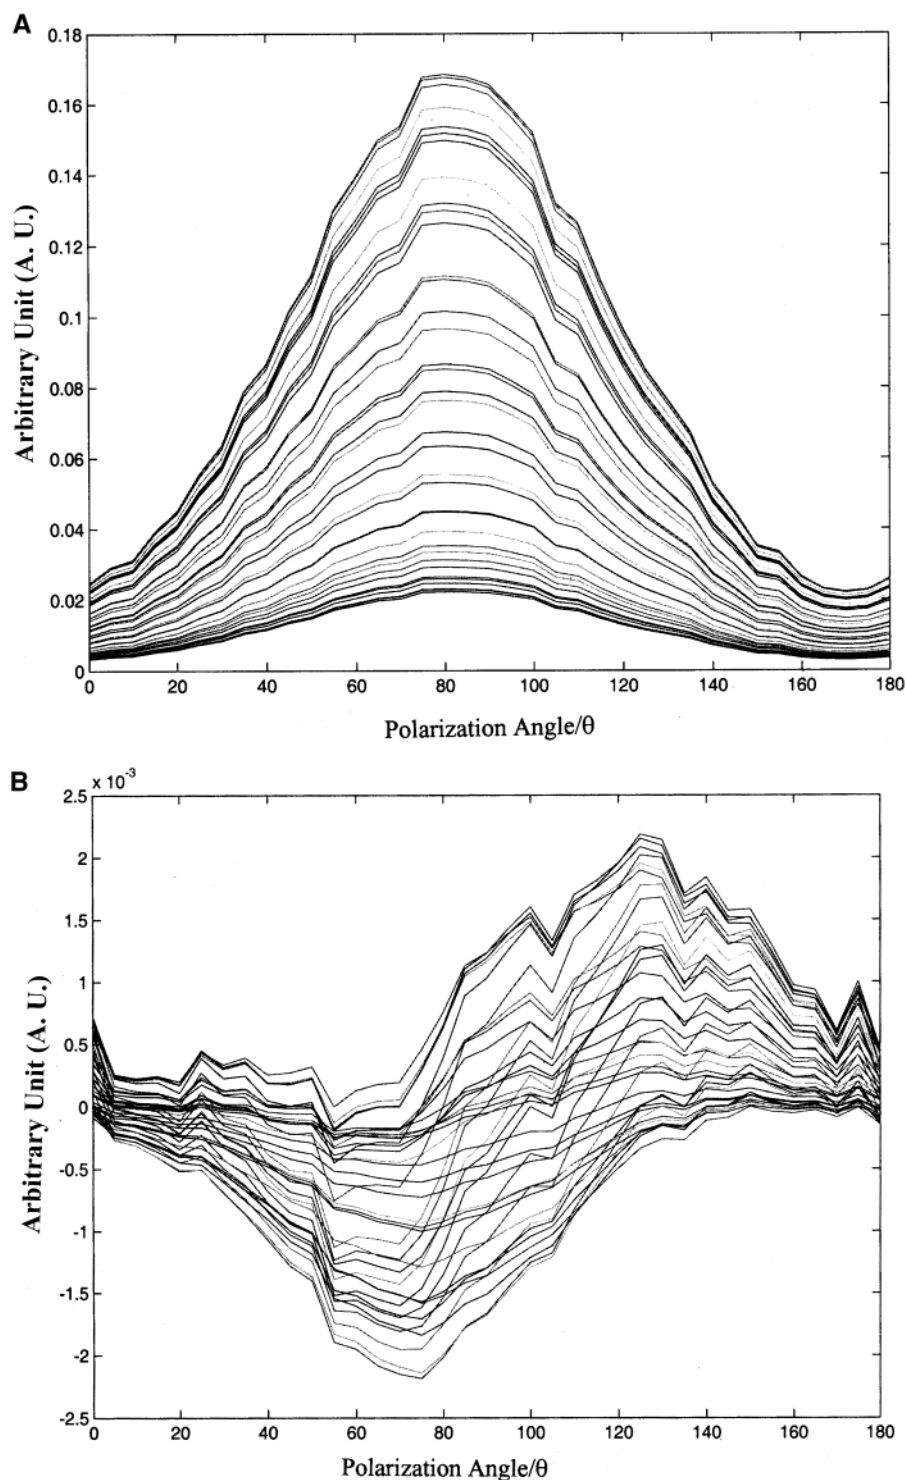 A
0.18
0.16
0.14
0.12
0.1
0.08
0.06
0.04
0.02
0
Arbitrary Unit (A. U.)
0 20 40 60 80 100 120 140 160 180
Polarization Angle/θ
B
x 10⁻³
2.5
2
1.5
1
0.5
0
-0.5
-1
-1.5
-2
-2.5
Arbitrary Unit (A. U.)
0 20 40 60 80 100 120 140 160 180
Polarization Angle/θ